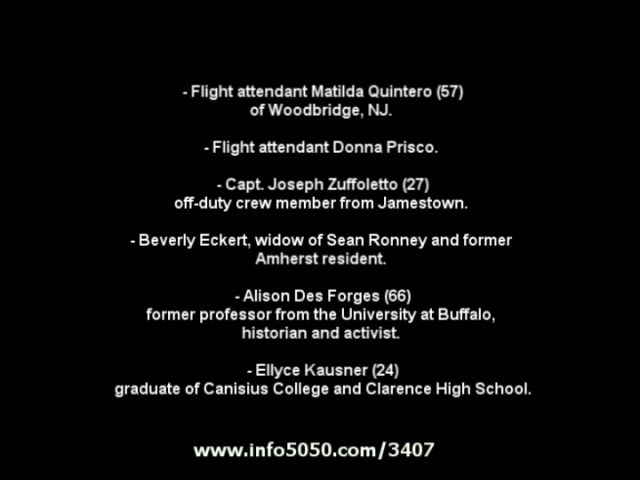 - Flight attendant Matilda Quintero (57)
of Woodbridge, NJ.
- Flight attendant Donna Prisco.
- Capt. Joseph Zuffoletto (27)
off-duty crew member from Jamestown.
- Beverly Eckert, widow of Sean Ronney and former
Amherst resident.
- Alison Des Forges (66)
former professor from the University at Buffalo,
historian and activist.
- Ellyce Kausner (24)
graduate of Canisius College and Clarence High School.
www.info5050.com/3407